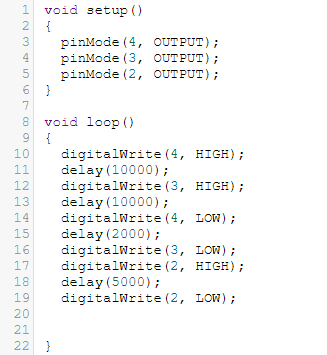 1 void setup()
2 {
3   pinMode(4, OUTPUT);
4   pinMode(3, OUTPUT);
5   pinMode(2, OUTPUT);
6 }
7
8 void loop()
9 {
10   digitalWrite(4, HIGH);
11   delay(10000);
12   digitalWrite(3, HIGH);
13   delay(10000);
14   digitalWrite(4, LOW);
15   delay(2000);
16   digitalWrite(3, LOW);
17   digitalWrite(2, HIGH);
18   delay(5000);
19   digitalWrite(2, LOW);
20
21
22 }